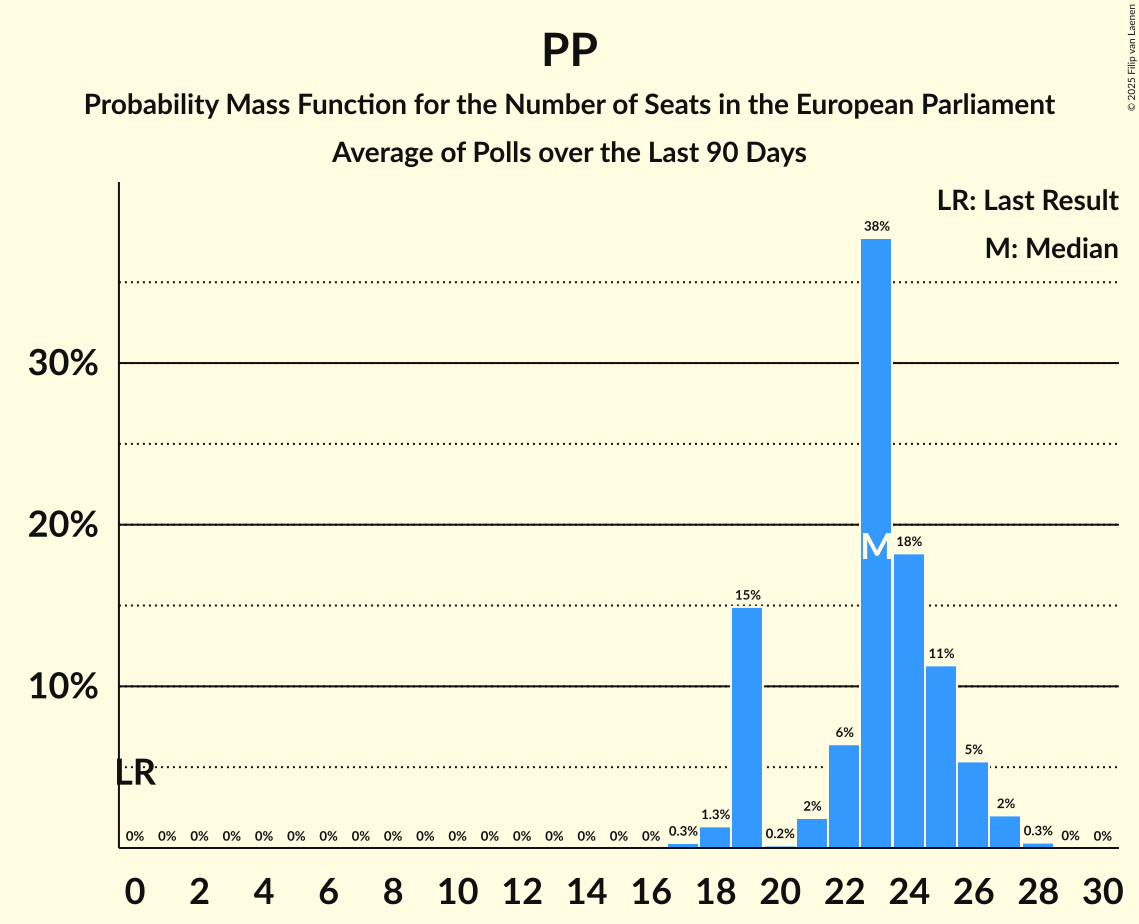 PP
Probability Mass Function for the Number of Seats in the European Parliament
Average of Polls over the Last 90 Days
© 2025 Filip van Laenen
LR: Last Result
M: Median
38%
30%
20%
M
18%
15%
11%
10%
6%
5%
LR
2%
2%
1.3%
0.3%
0.2%
0.3%
0% 0% 0% 0% 0% 0% 0% 0% 0% 0% 0% 0% 0% 0% 0% 0% 0% 0% 0%
0 2 4 6 8 10 12 14 16 18 20 22 24 26 28 30